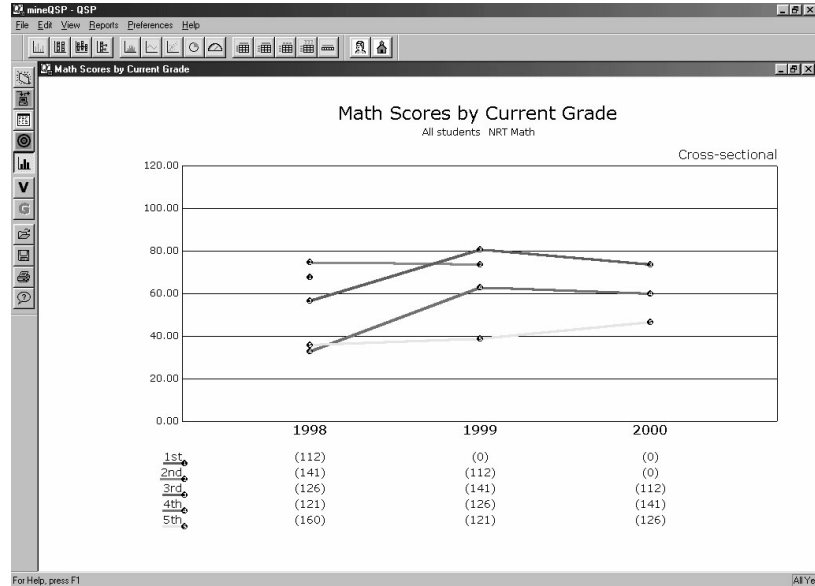 mineQSP - QSP
File Edit View Reports Preferences Help
Math Scores by Current Grade
Math Scores by Current Grade
All students NRT Math
Cross-sectional
120.00
100.00
80.00
60.00
40.00
20.00
0.00
1998 1999 2000
1st (112) (0) (0)
2nd (141) (112) (0)
3rd (126) (141) (112)
4th (121) (126) (141)
5th (160) (121) (126)
V
G
For Help, press F1
All Ye